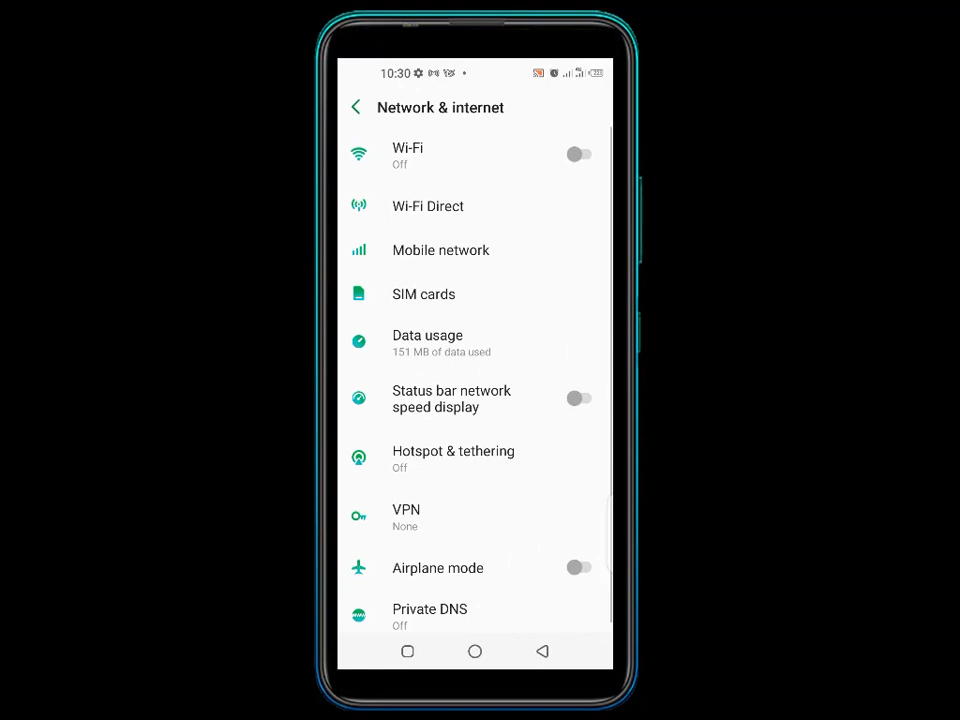 10:30
Network & internet
Wi-Fi
Off
Wi-Fi Direct
Mobile network
SIM cards
Data usage
151 MB of data used
Status bar network
speed display
Hotspot & tethering
Off
VPN
None
Airplane mode
Private DNS
Off